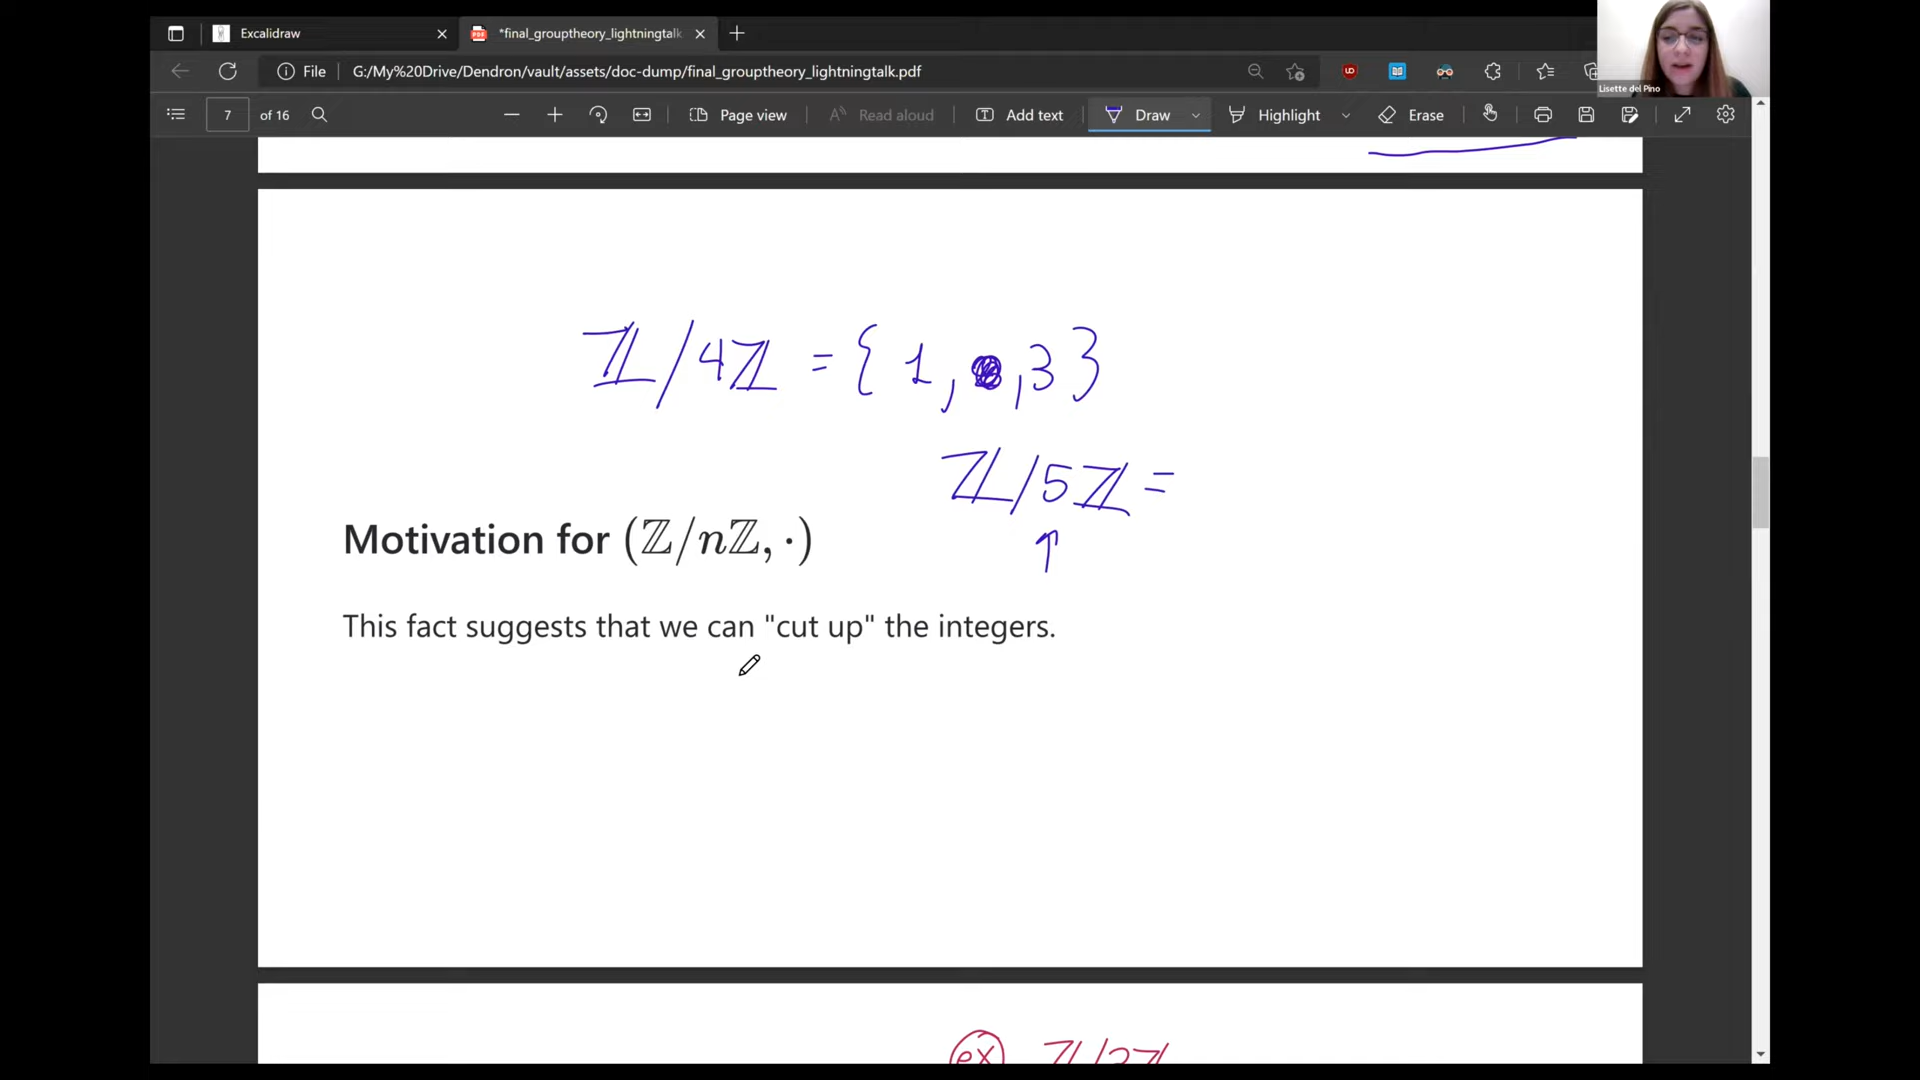 Excalidraw
*final_grouptheory_lightningtalk
File G:/My%20Drive/Dendron/vault/assets/doc-dump/final_grouptheory_lightningtalk.pdf
Lisette del Pino
7 of 16 Page view Read aloud Add text Draw Highlight Erase
ℤ/4ℤ = { 1, , 3 }
ℤ/5ℤ =
↑
Motivation for (ℤ/nℤ, ·)
This fact suggests that we can "cut up" the integers.
ex ℤ/2ℤ